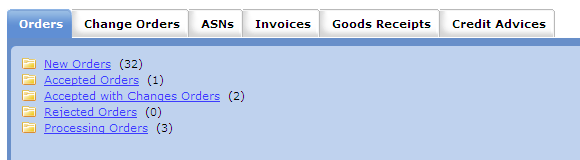 Orders Change Orders ASNs Invoices Goods Receipts Credit Advices
New Orders (32)
Accepted Orders (1)
Accepted with Changes Orders (2)
Rejected Orders (0)
Processing Orders (3)